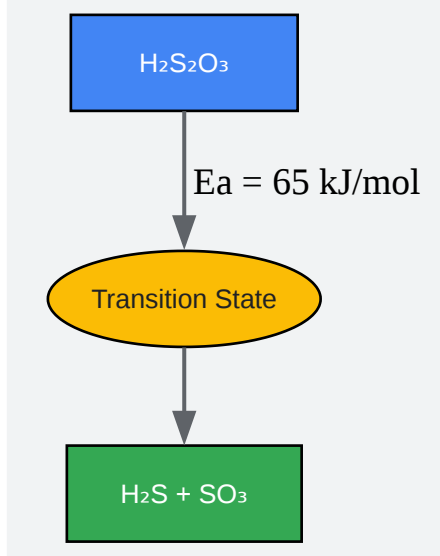 H₂S₂O₃
Ea = 65 kJ/mol
Transition State
H₂S + SO₃